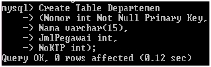 mysql> Create Table Departemen
-> (Nomor int Not Null Primary Key,
-> Nama varchar(15),
-> JmlPegawai int,
-> NoKTP int);
Query OK, 0 rows affected (0.12 sec)